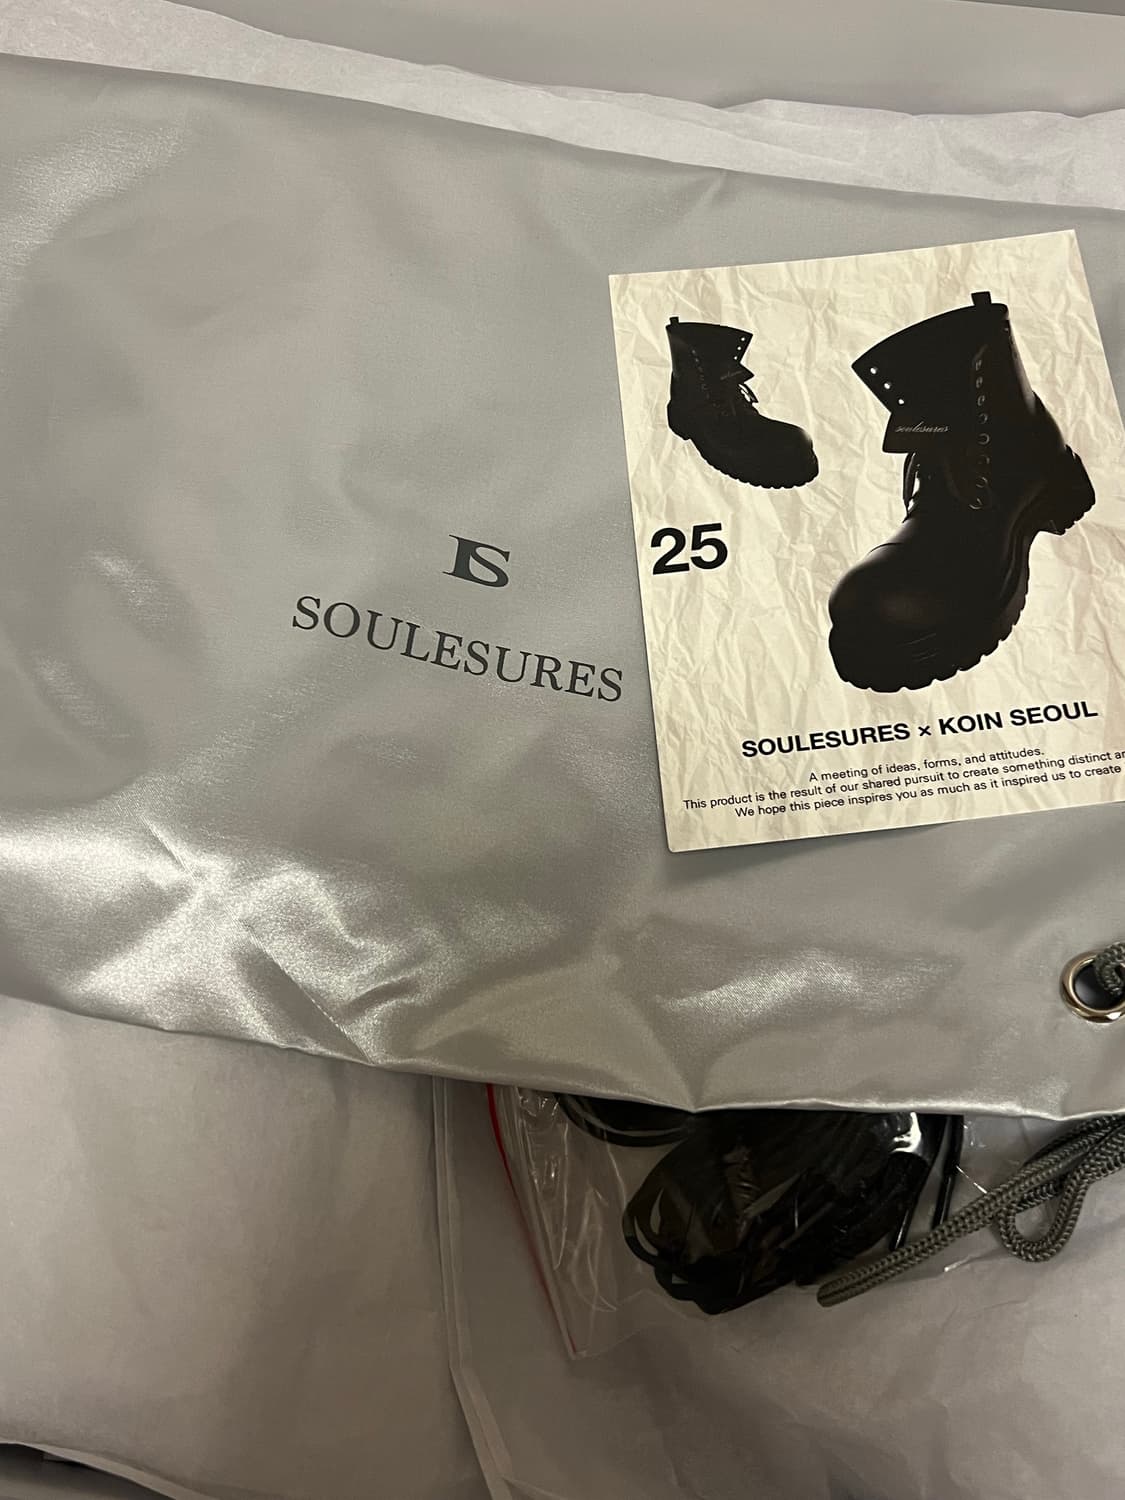 S
SOULESURES
soulesures
25
SOULESURES × KOIN SEOUL
A meeting of ideas, forms, and attitudes.
This product is the result of our shared pursuit to create something distinct
We hope this piece inspires you as much as it inspired us to create